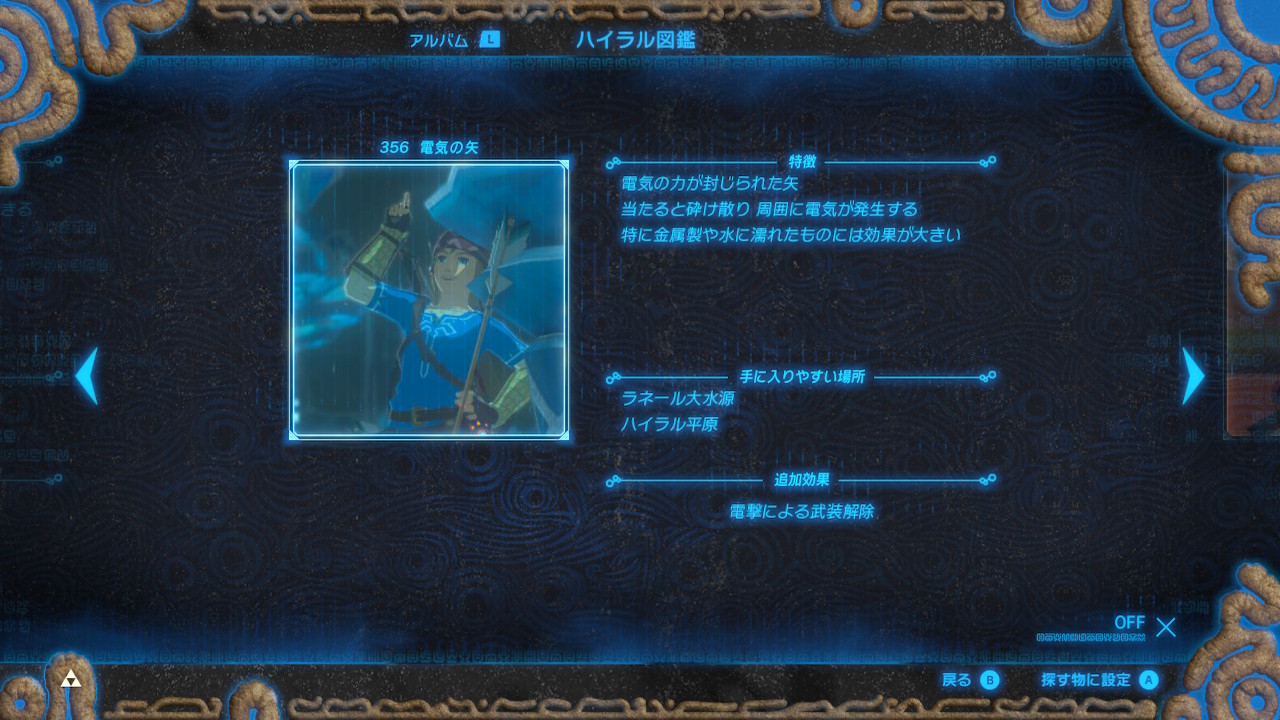 アルバム L
ハイラル図鑑
356 電気の矢
特徴
電気の力が封じられた矢
当たると砕け散り 周囲に電気が発生する
特に金属製や水に濡れたものには効果が大きい
手に入りやすい場所
ラネール大水源
ハイラル平原
追加効果
電撃による武装解除
OFF
戻る B
探す物に設定 A